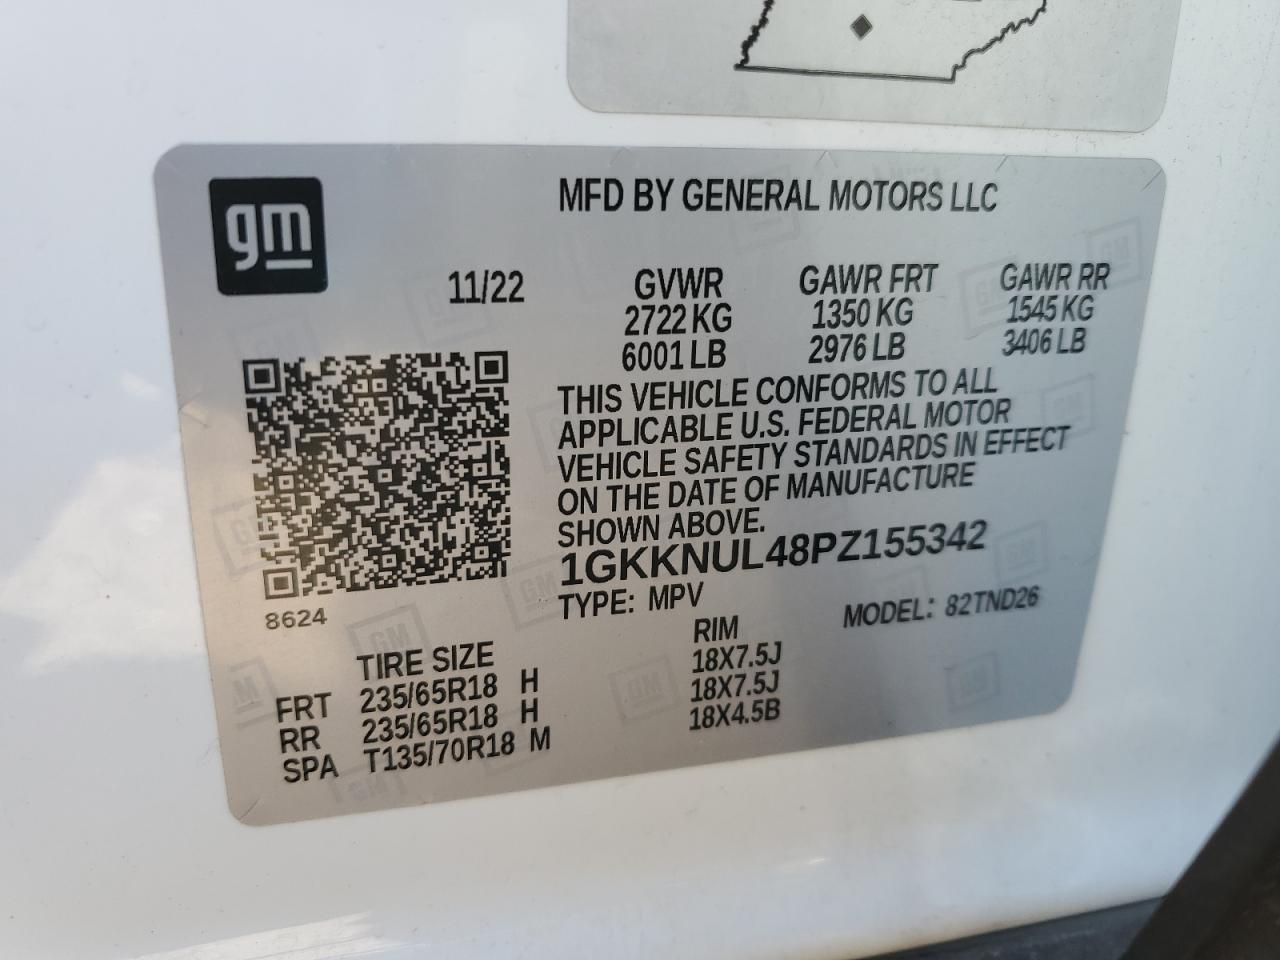 gm
MFD BY GENERAL MOTORS LLC
11/22
GVWR GAWR FRT GAWR RR
2722 KG 1350 KG 1545 KG
6001 LB 2976 LB 3406 LB
THIS VEHICLE CONFORMS TO ALL
APPLICABLE U.S. FEDERAL MOTOR
VEHICLE SAFETY STANDARDS IN EFFECT
ON THE DATE OF MANUFACTURE
SHOWN ABOVE.
1GKKNUL48PZ155342
TYPE: MPV MODEL: 82TND26
8624
TIRE SIZE RIM
FRT 235/65R18 H 18X7.5J
RR 235/65R18 H 18X7.5J
SPA T135/70R18 M 18X4.5B